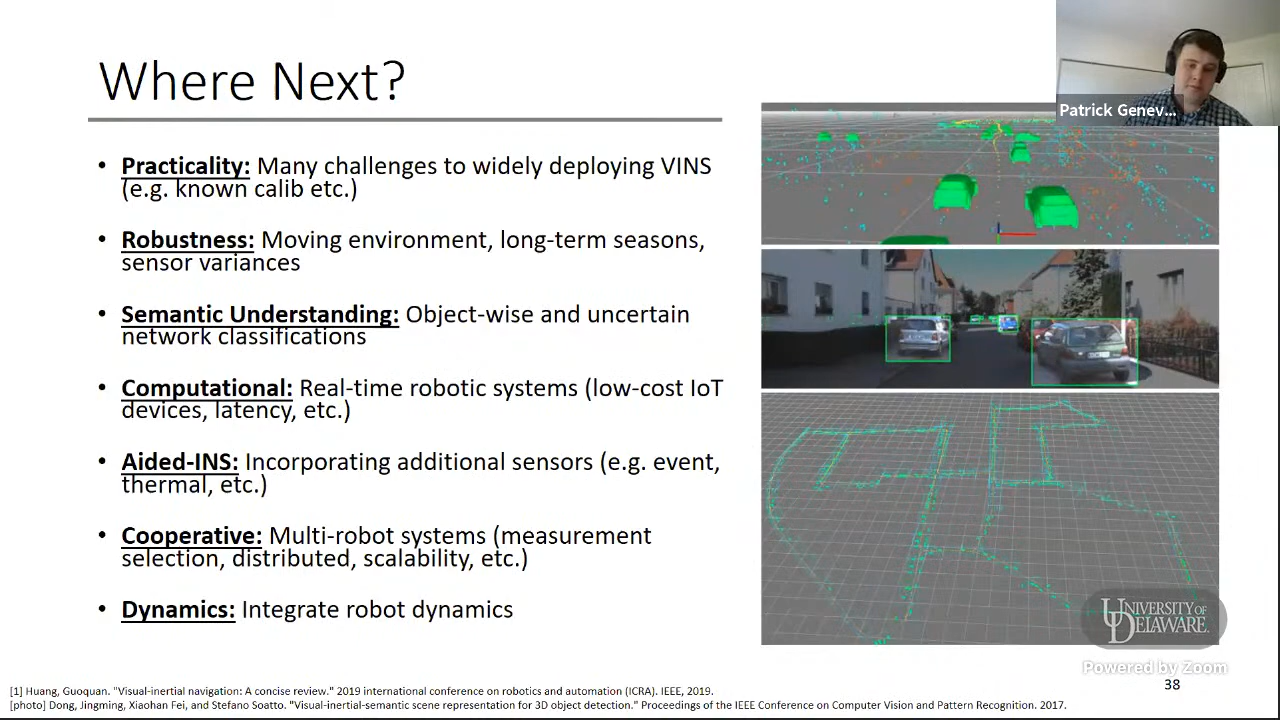 Where Next?
Patrick Genev...
• Practicality: Many challenges to widely deploying VINS
(e.g. known calib etc.)
• Robustness: Moving environment, long-term seasons,
sensor variances
• Semantic Understanding: Object-wise and uncertain
network classifications
• Computational: Real-time robotic systems (low-cost IoT
devices, latency, etc.)
• Aided-INS: Incorporating additional sensors (e.g. event,
thermal, etc.)
• Cooperative: Multi-robot systems (measurement
selection, distributed, scalability, etc.)
• Dynamics: Integrate robot dynamics
UNIVERSITY OF
DELAWARE.
Powered by Zoom
38
[1] Huang, Guoquan. "Visual-inertial navigation: A concise review." 2019 international conference on robotics and automation (ICRA). IEEE, 2019.
[photo] Dong, Jingming, Xiaohan Fei, and Stefano Soatto. "Visual-inertial-semantic scene representation for 3D object detection." Proceedings of the IEEE Conference on Computer Vision and Pattern Recognition. 2017.